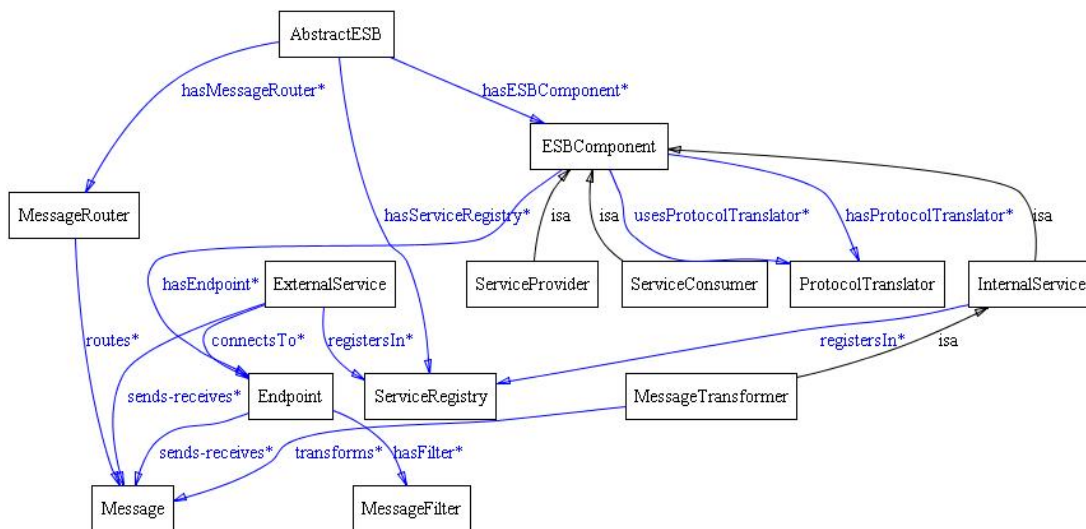 AbstractESB
hasMessageRouter*
hasESBComponent*
ESBComponent
MessageRouter
hasServiceRegistry*
isa
isa
usesProtocolTranslator*
hasProtocolTranslator*
isa
hasEndpoint*
ExternalService
ServiceProvider
ServiceConsumer
ProtocolTranslator
InternalService
routes*
connectsTo*
registersIn*
registersIn*
isa
sends-receives*
Endpoint
ServiceRegistry
MessageTransformer
sends-receives*
transforms*
hasFilter*
Message
MessageFilter